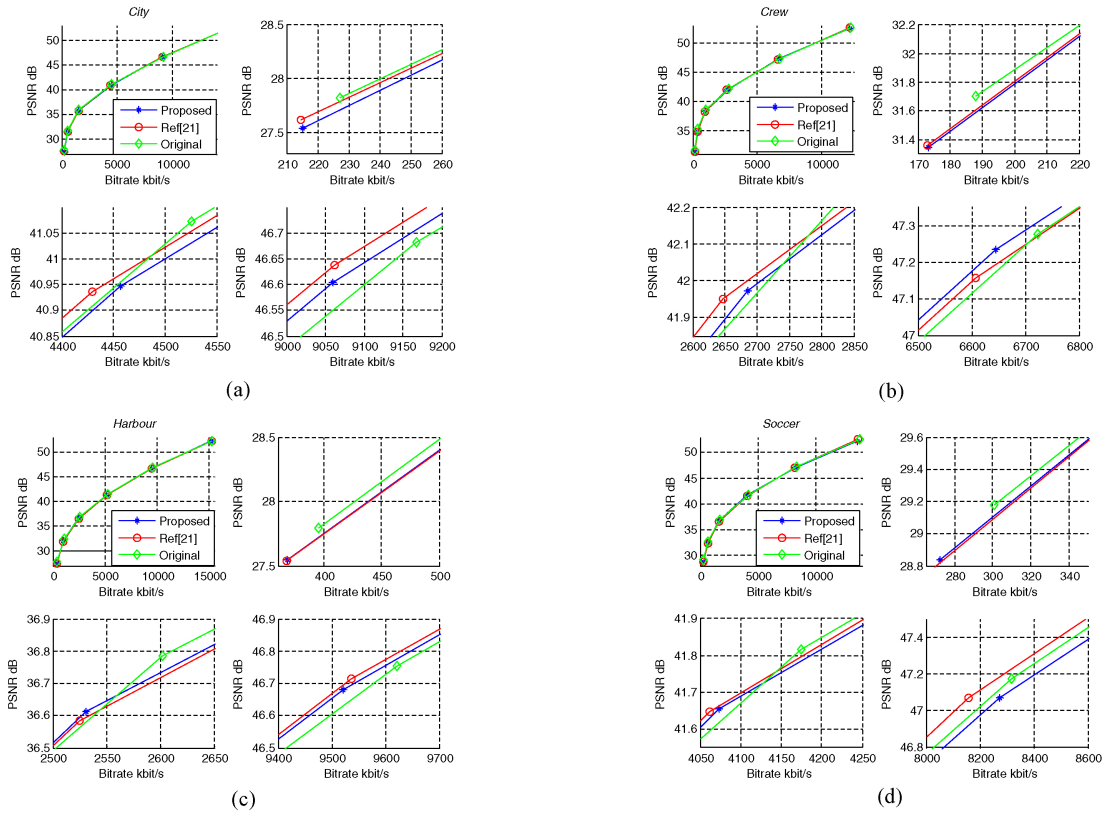 City
PSNR dB
50
45
40
35
30
0
5000
10000
Bitrate kbit/s
Proposed
Ref[21]
Original
PSNR dB
28.5
28
27.5
210
220
230
240
250
260
Bitrate kbit/s
PSNR dB
41.05
41
40.95
40.9
40.85
4400
4450
4500
4550
Bitrate kbit/s
PSNR dB
46.7
46.65
46.6
46.55
46.5
9000
9050
9100
9150
9200
Bitrate kbit/s
(a)
Crew
PSNR dB
50
45
40
35
0
5000
10000
Bitrate kbit/s
Proposed
Ref[21]
Original
PSNR dB
32.2
32
31.8
31.6
31.4
170
180
190
200
210
220
Bitrate kbit/s
PSNR dB
42.2
42.1
42
41.9
2600
2650
2700
2750
2800
2850
Bitrate kbit/s
PSNR dB
47.3
47.2
47.1
47
6500
6600
6700
6800
Bitrate kbit/s
(b)
Harbour
PSNR dB
50
45
40
35
30
0
5000
10000
15000
Bitrate kbit/s
Proposed
Ref[21]
Original
PSNR dB
28.5
28
27.5
400
450
500
Bitrate kbit/s
PSNR dB
36.9
36.8
36.7
36.6
36.5
2500
2550
2600
2650
Bitrate kbit/s
PSNR dB
46.9
46.8
46.7
46.6
46.5
9400
9500
9600
9700
Bitrate kbit/s
(c)
Soccer
PSNR dB
50
45
40
35
30
0
5000
10000
Bitrate kbit/s
Proposed
Ref[21]
Original
PSNR dB
29.6
29.4
29.2
29
28.8
280
300
320
340
Bitrate kbit/s
PSNR dB
41.9
41.8
41.7
41.6
4050
4100
4150
4200
4250
Bitrate kbit/s
PSNR dB
47.4
47.2
47
46.8
8000
8200
8400
8600
Bitrate kbit/s
(d)